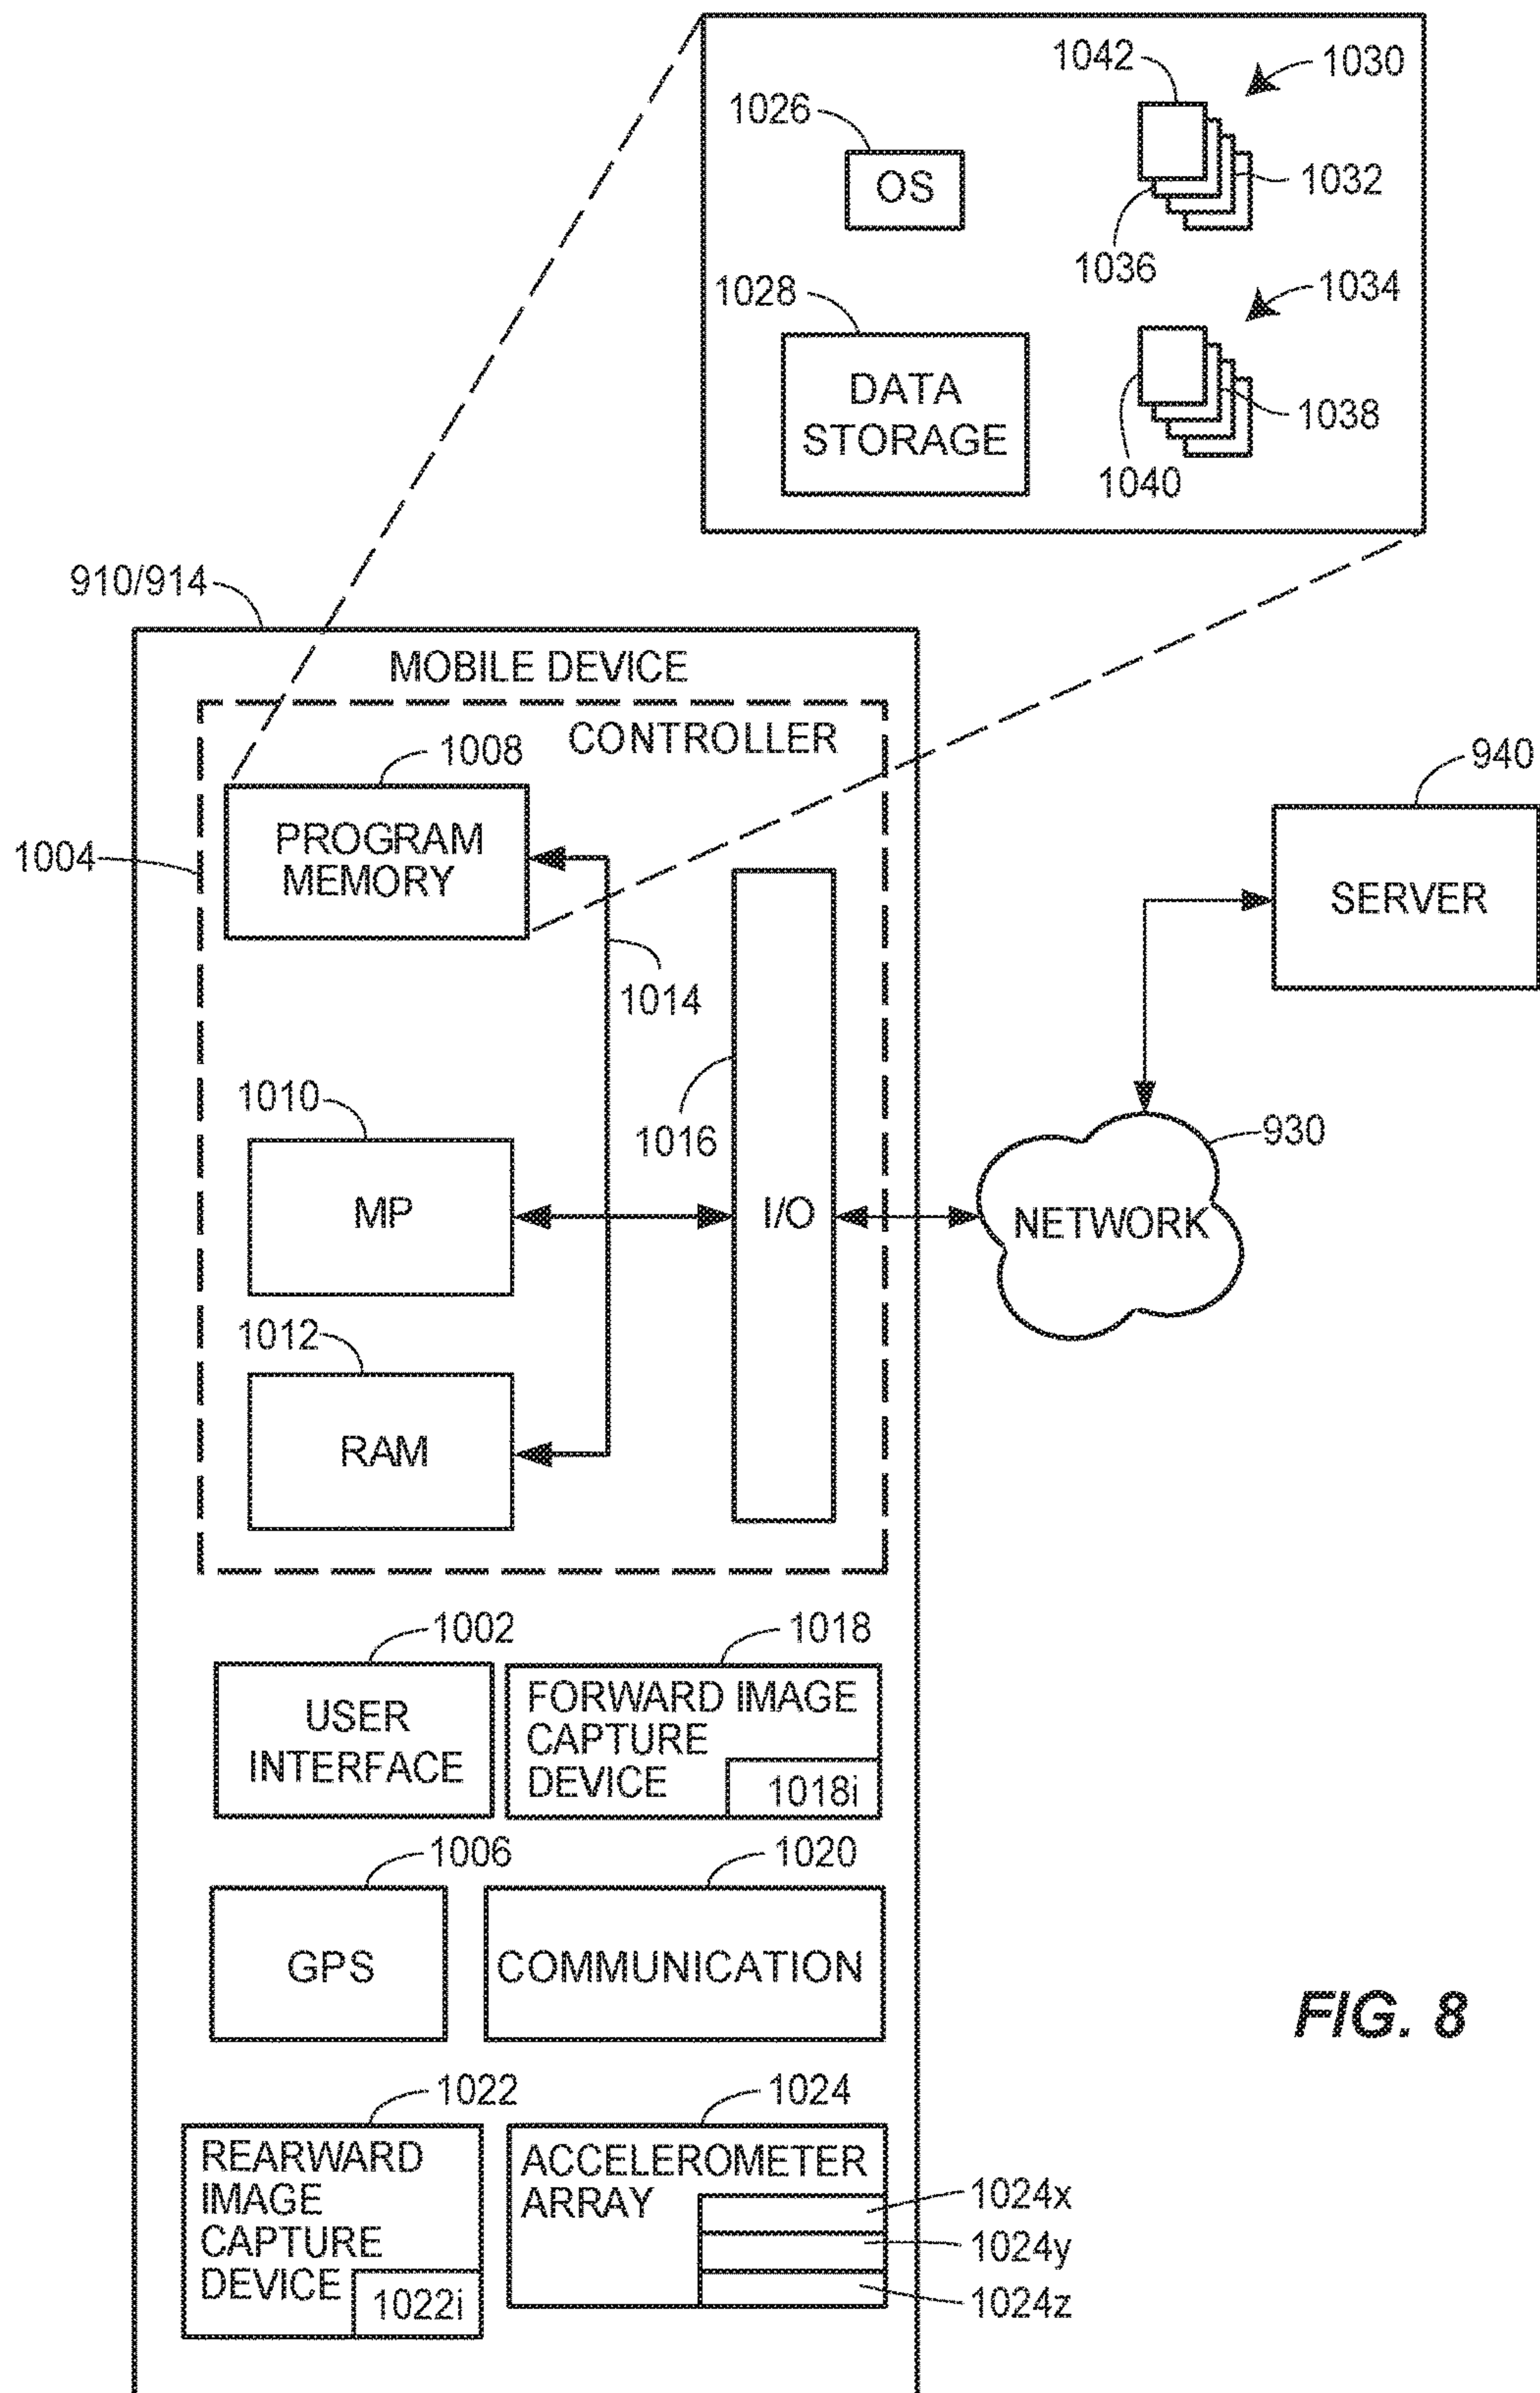 1042
1030
1026
OS
1032
1036
1028
1034
DATA
STORAGE
1038
1040
910/914
MOBILE DEVICE
CONTROLLER
1008
940
PROGRAM
MEMORY
1004
SERVER
1014
1010
1016
930
MP
I/O
NETWORK
1012
RAM
1002
1018
USER
INTERFACE
FORWARD IMAGE
CAPTURE
DEVICE
1018i
1006
1020
GPS
COMMUNICATION
FIG. 8
1022
1024
REARWARD
IMAGE
CAPTURE
DEVICE
1022i
ACCELEROMETER
ARRAY
1024x
1024y
1024z